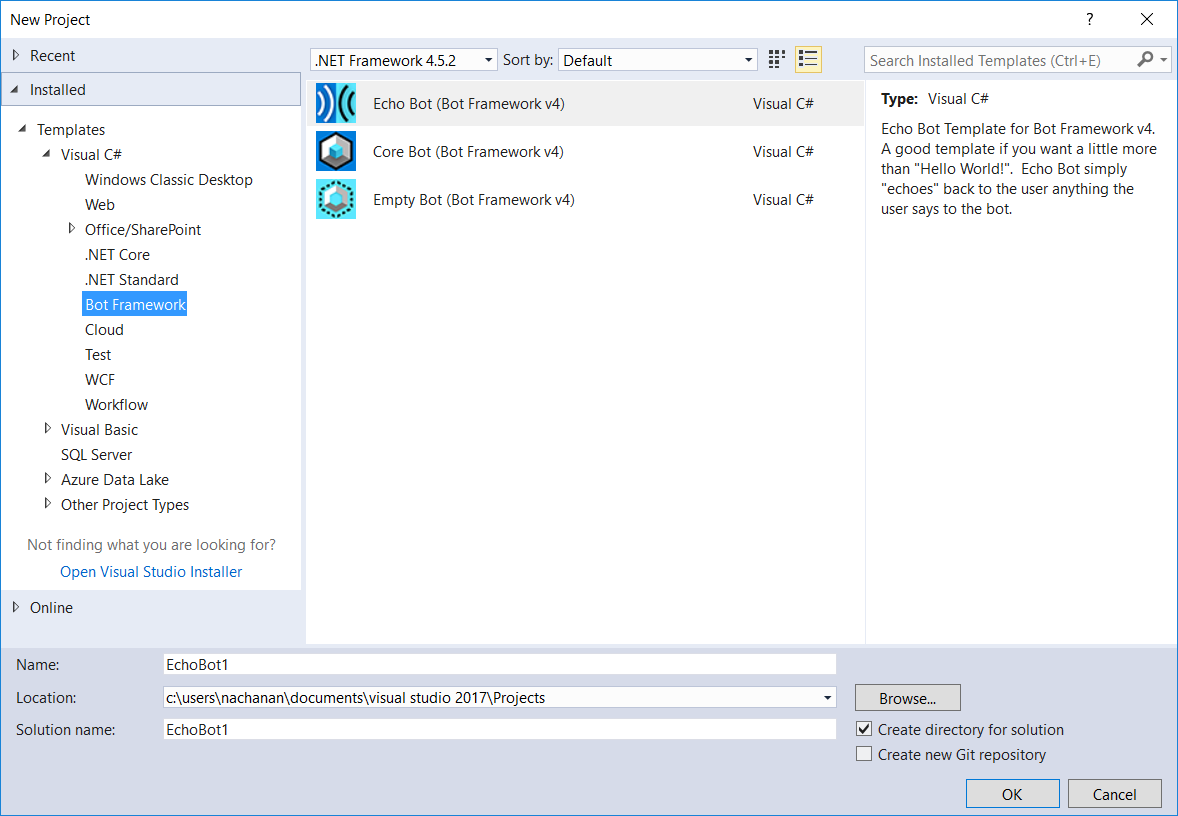 New Project
?
Recent
Installed
Templates
Visual C#
Windows Classic Desktop
Web
Office/SharePoint
.NET Core
.NET Standard
Bot Framework
Cloud
Test
WCF
Workflow
Visual Basic
SQL Server
Azure Data Lake
Other Project Types
Not finding what you are looking for?
Open Visual Studio Installer
Online
.NET Framework 4.5.2
Sort by:
Default
Search Installed Templates (Ctrl+E)
Echo Bot (Bot Framework v4)
Visual C#
Core Bot (Bot Framework v4)
Visual C#
Empty Bot (Bot Framework v4)
Visual C#
Type: Visual C#
Echo Bot Template for Bot Framework v4.
A good template if you want a little more
than "Hello World!".  Echo Bot simply
"echoes" back to the user anything the
user says to the bot.
Name:
EchoBot1
Location:
c:\users\nachanan\documents\visual studio 2017\Projects
Browse...
Solution name:
EchoBot1
Create directory for solution
Create new Git repository
OK
Cancel